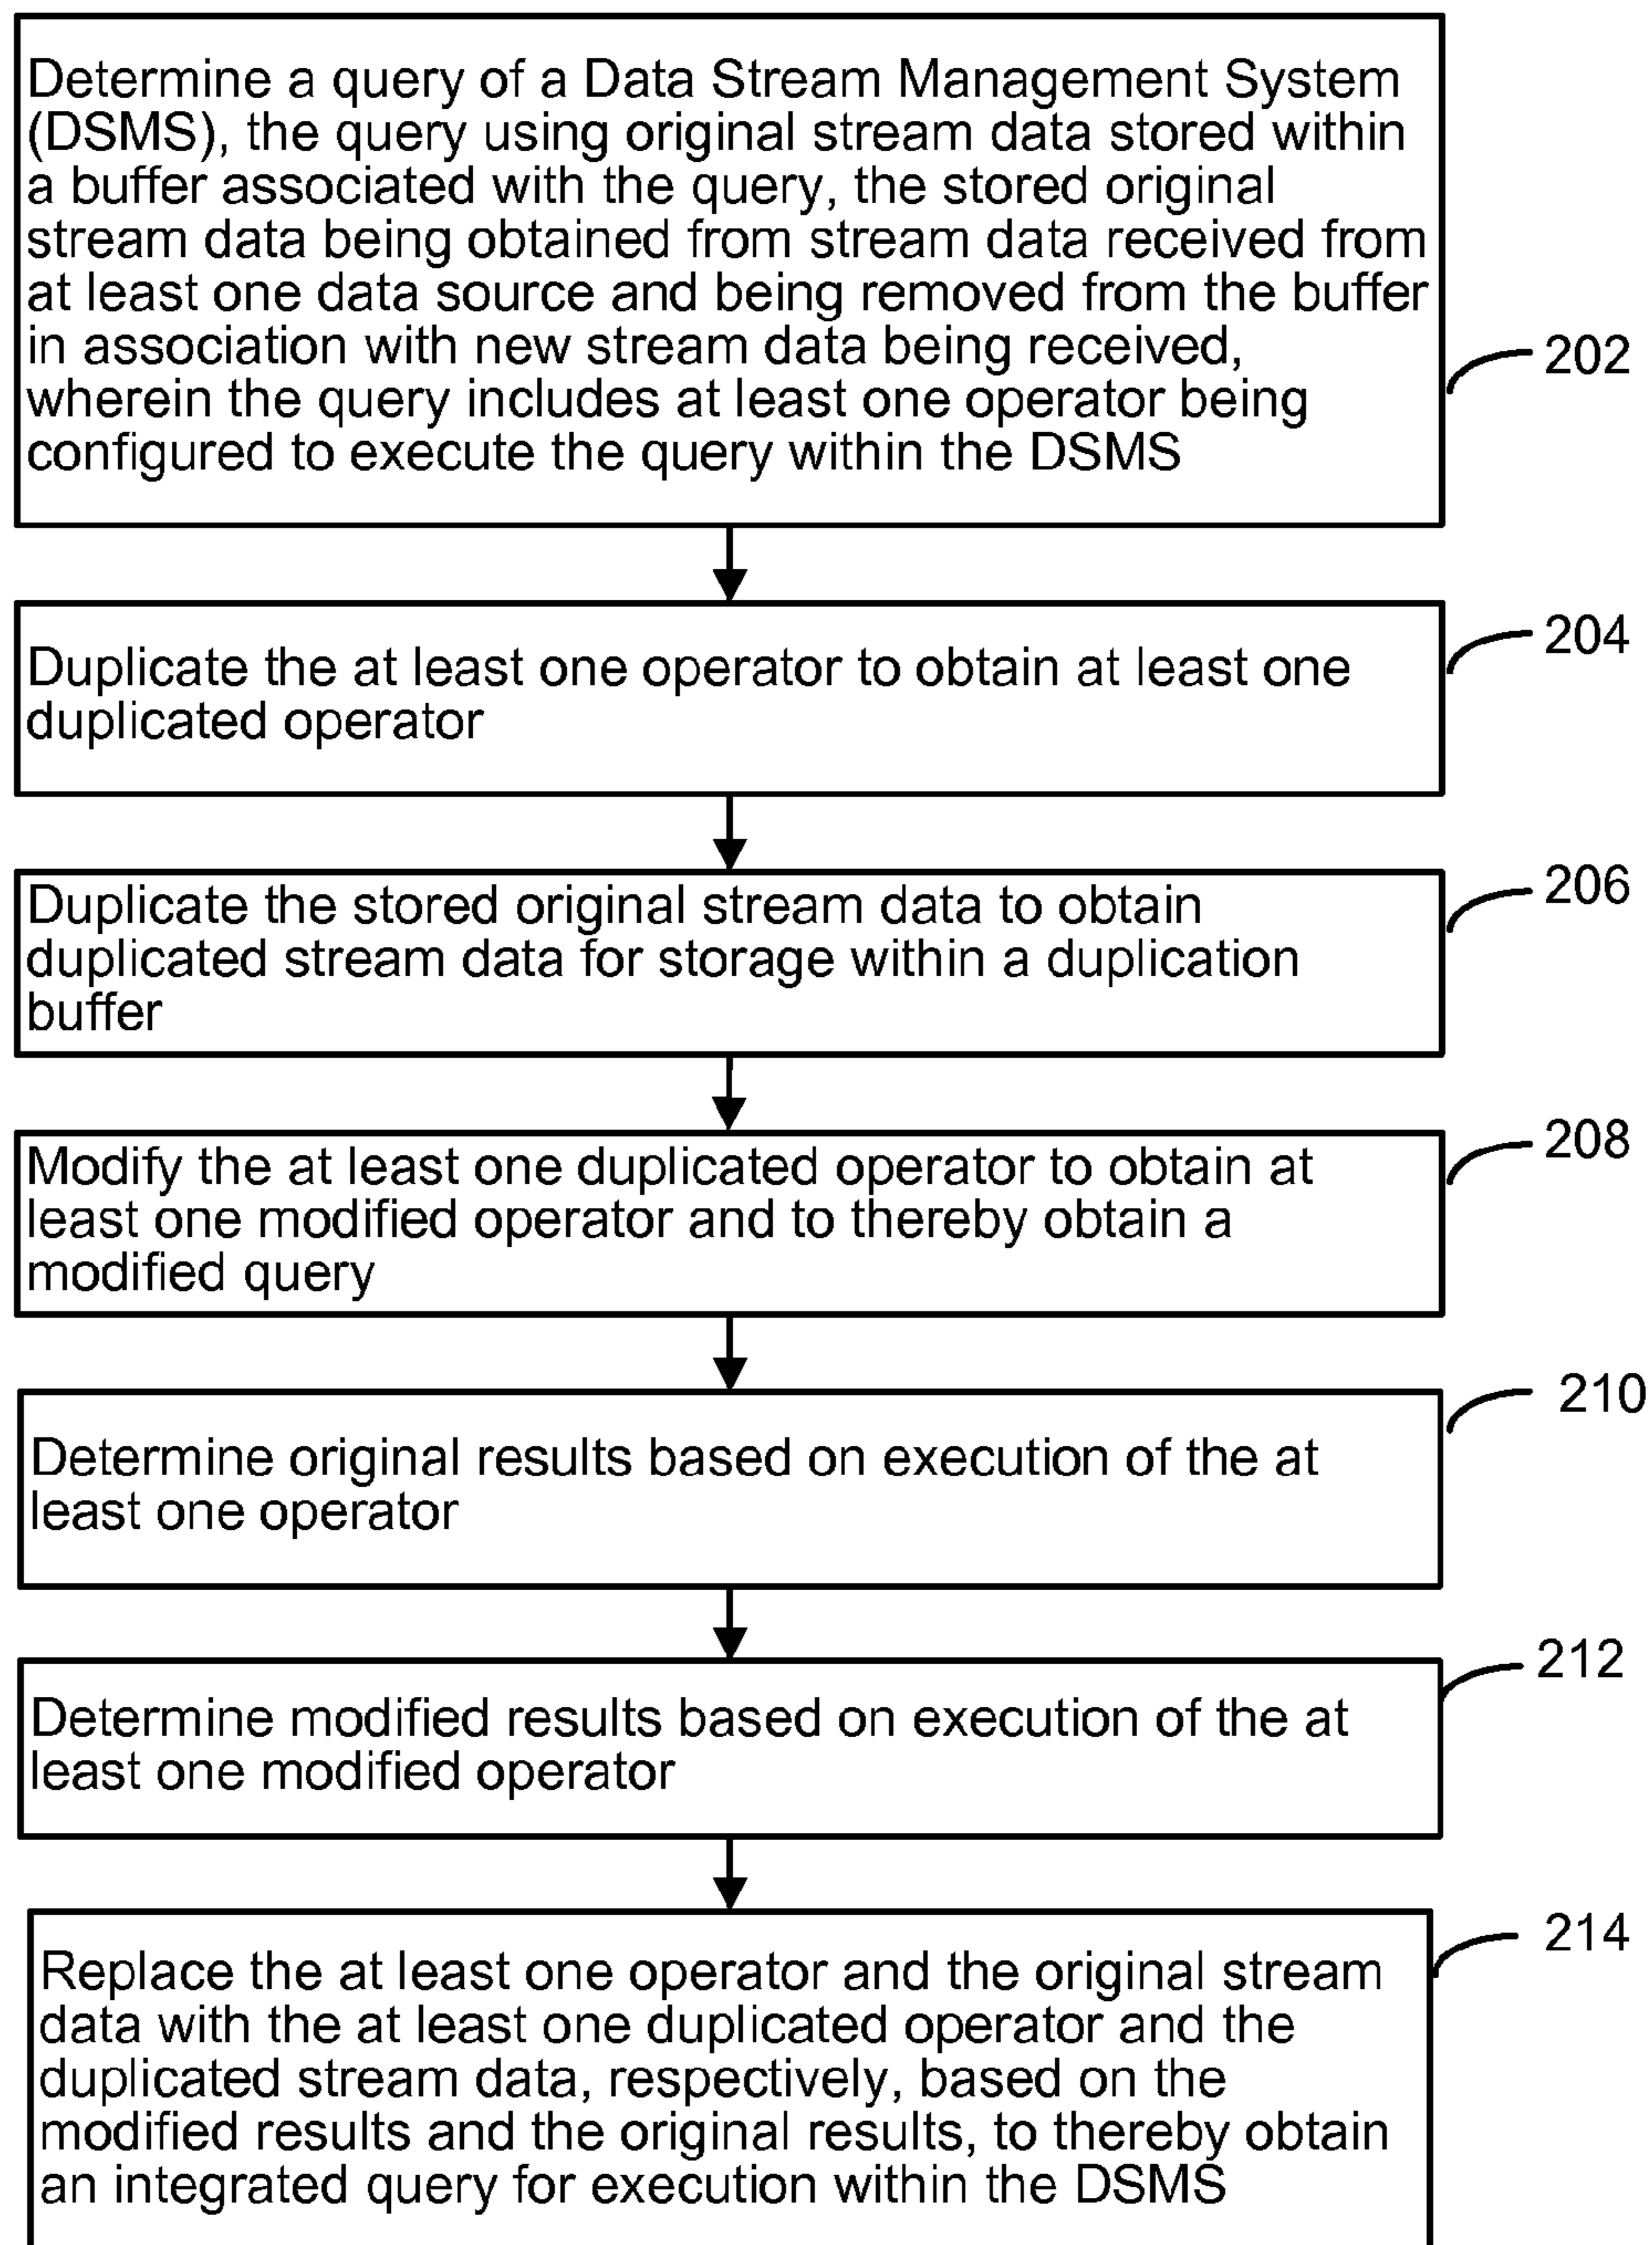 Determine a query of a Data Stream Management System
(DSMS), the query using original stream data stored within
a buffer associated with the query, the stored original
stream data being obtained from stream data received from
at least one data source and being removed from the buffer
in association with new stream data being received,
wherein the query includes at least one operator being
configured to execute the query within the DSMS
202
Duplicate the at least one operator to obtain at least one
duplicated operator
204
Duplicate the stored original stream data to obtain
duplicated stream data for storage within a duplication
buffer
206
Modify the at least one duplicated operator to obtain at
least one modified operator and to thereby obtain a
modified query
208
Determine original results based on execution of the at
least one operator
210
Determine modified results based on execution of the at
least one modified operator
212
Replace the at least one operator and the original stream
data with the at least one duplicated operator and the
duplicated stream data, respectively, based on the
modified results and the original results, to thereby obtain
an integrated query for execution within the DSMS
214